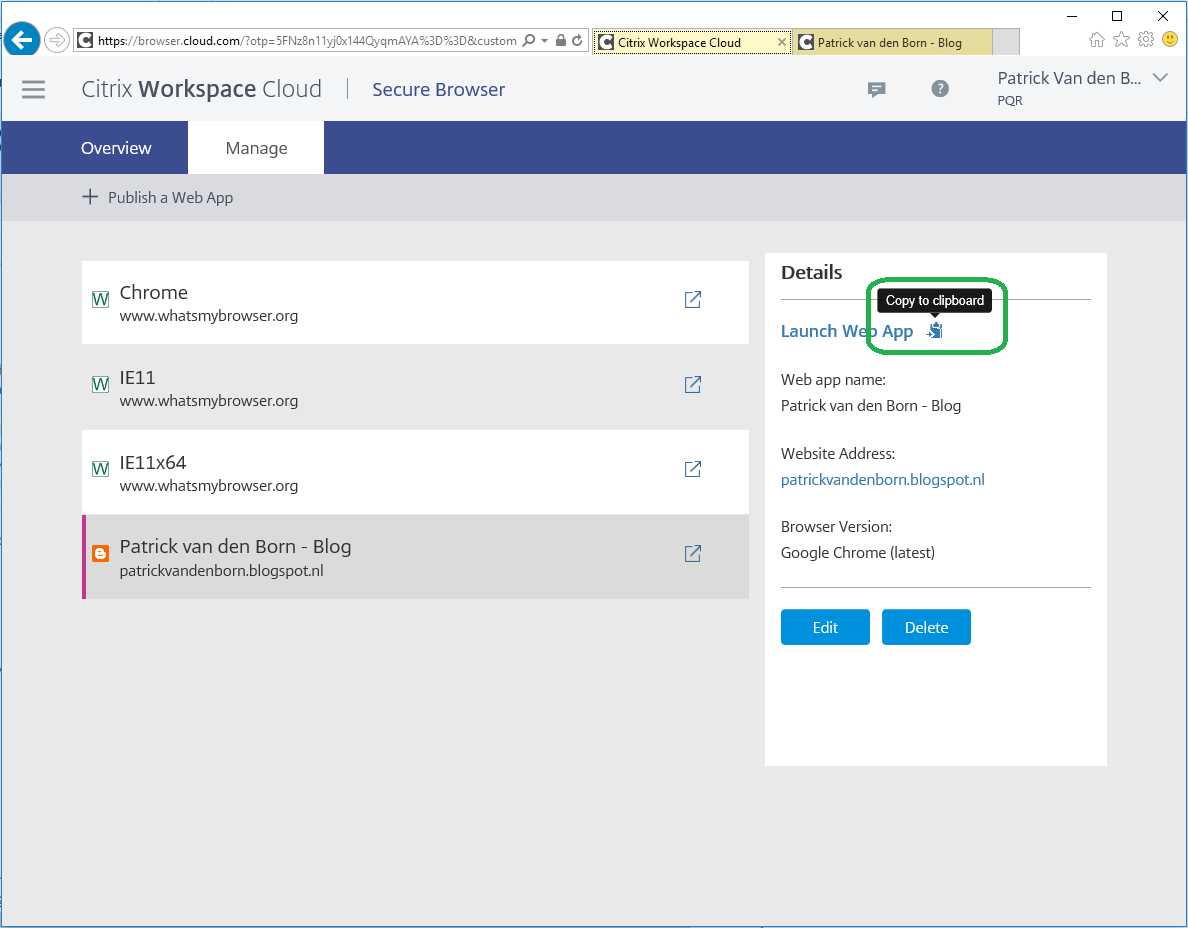 https://browser.cloud.com/?otp=5FNz8n11yj0x144QyqmAYA%3D%3D&custom
Citrix Workspace Cloud
Patrick van den Born - Blog
Citrix Workspace Cloud
Secure Browser
Patrick Van den B...
PQR
Overview
Manage
Publish a Web App
Chrome
www.whatsmybrowser.org
IE11
www.whatsmybrowser.org
IE11x64
www.whatsmybrowser.org
Patrick van den Born - Blog
patrickvandenborn.blogspot.nl
Details
Copy to clipboard
Launch Web App
Web app name:
Patrick van den Born - Blog
Website Address:
patrickvandenborn.blogspot.nl
Browser Version:
Google Chrome (latest)
Edit
Delete